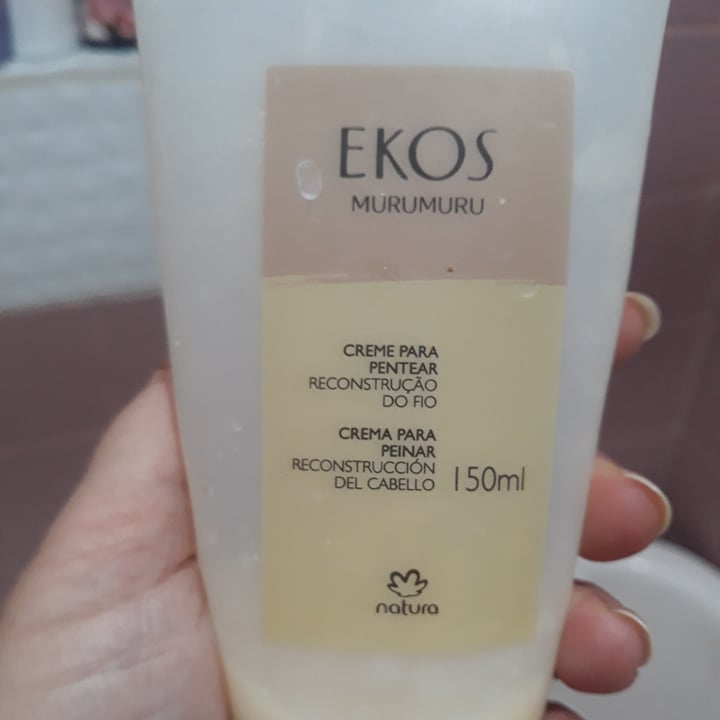 EKOS
MURUMURU
CREME PARA
PENTEAR
RECONSTRUÇÃO
DO FIO
CREMA PARA
PEINAR
RECONSTRUCCIÓN
DEL CABELLO
150ml
natura